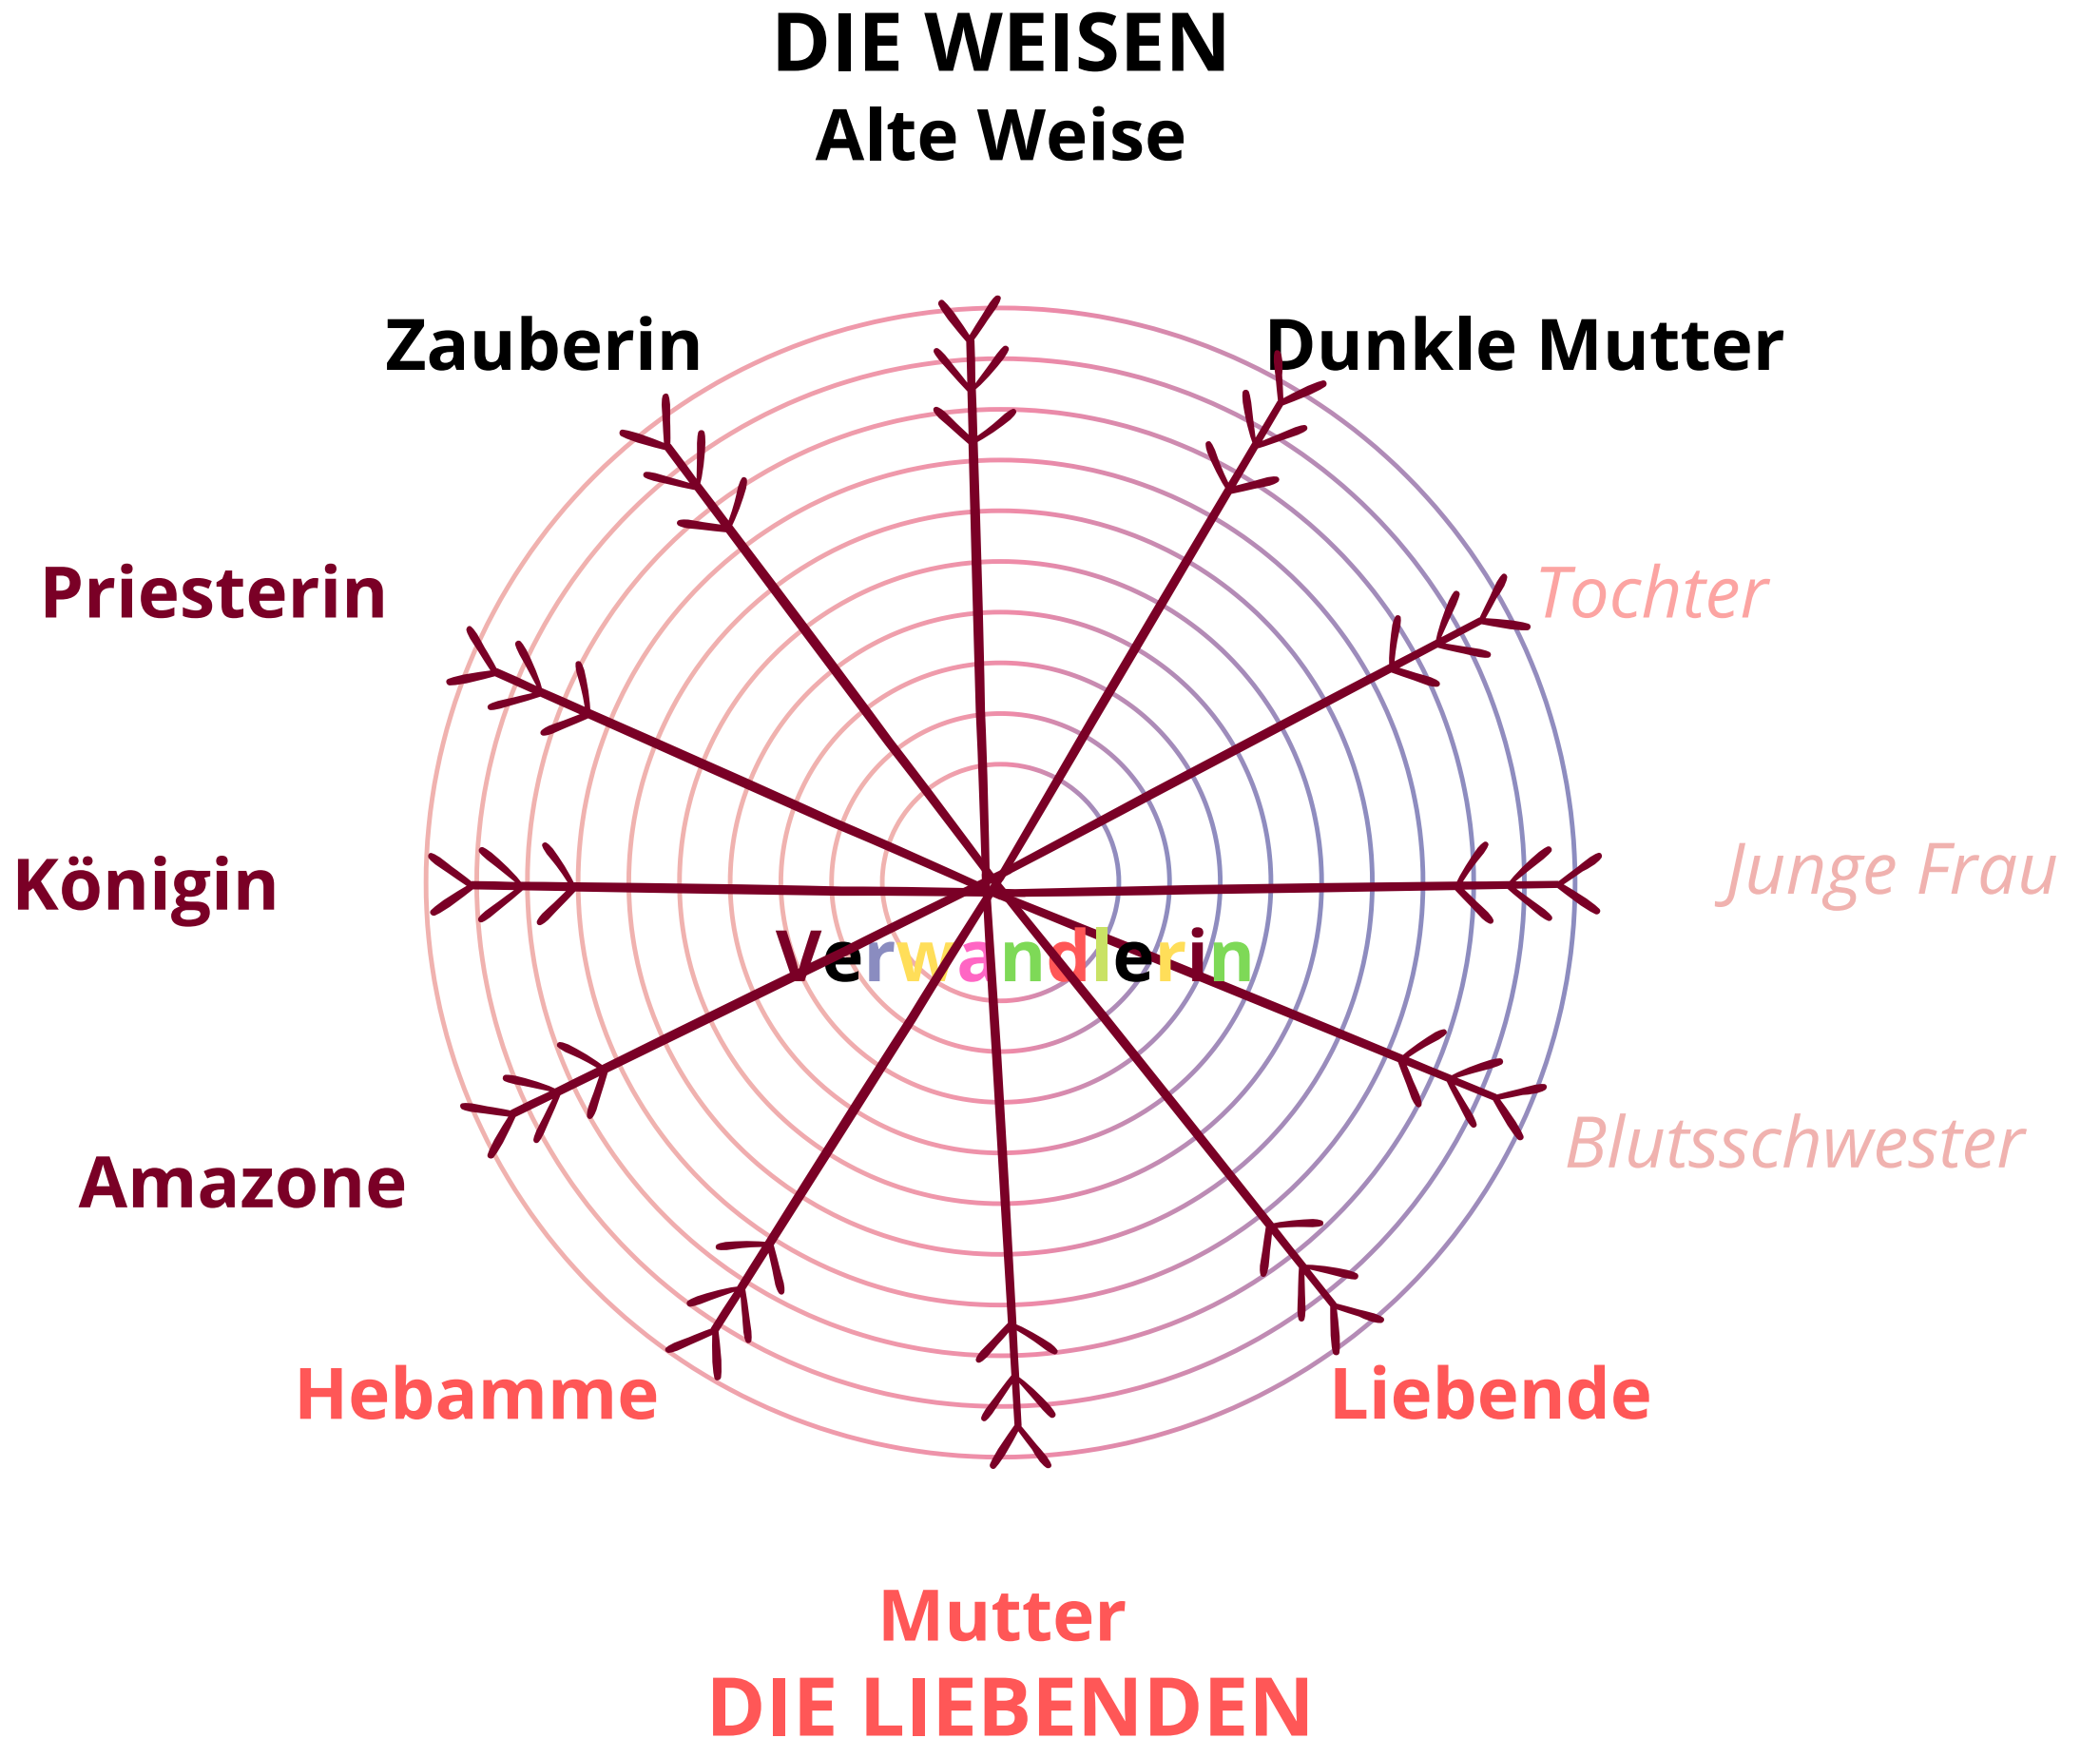 DIE WEISEN
Alte Weise
Zauberin
Dunkle Mutter
Priesterin
Tochter
Königin
Junge Frau
Verwandlerin
Amazone
Blutsschwester
Hebamme
Liebende
Mutter
DIE LIEBENDEN